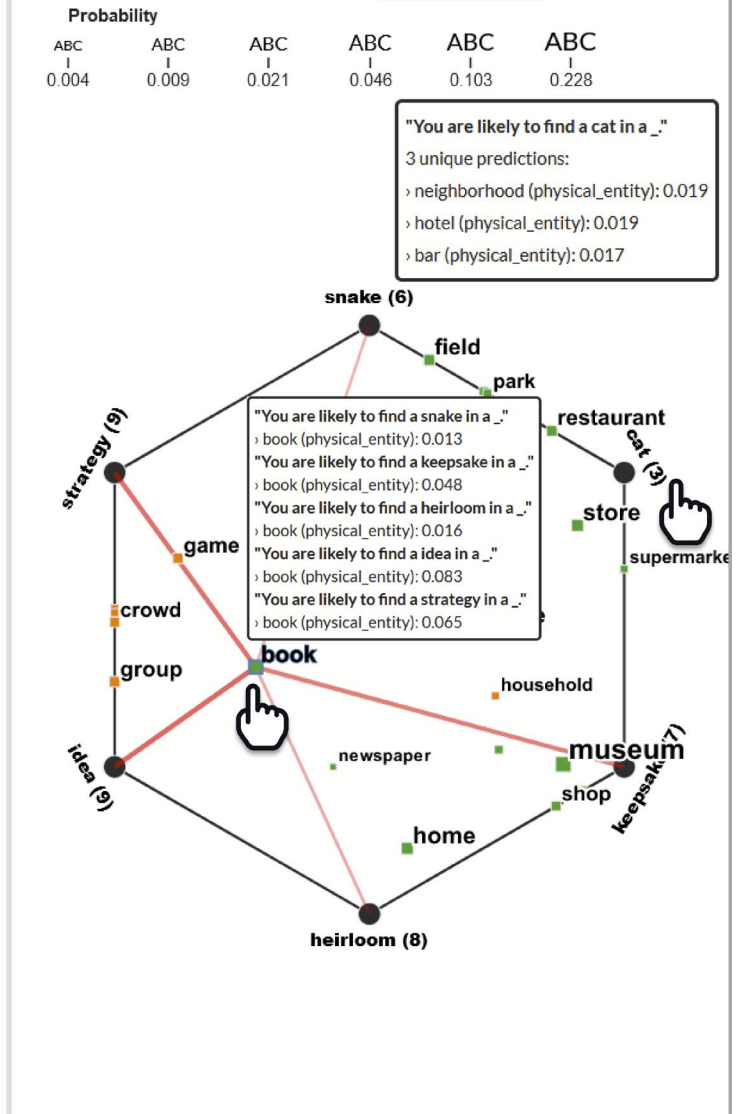 Probability
ABC ABC ABC ABC ABC ABC
0.004 0.009 0.021 0.046 0.103 0.228
"You are likely to find a cat in a _."
3 unique predictions:
› neighborhood (physical_entity): 0.019
› hotel (physical_entity): 0.019
› bar (physical_entity): 0.017
snake (6)
field
park
restaurant
cat (3)
strategy (9)
"You are likely to find a snake in a _."
› book (physical_entity): 0.013
"You are likely to find a keepsake in a _."
› book (physical_entity): 0.048
"You are likely to find a heirloom in a _."
› book (physical_entity): 0.016
"You are likely to find a idea in a _."
› book (physical_entity): 0.083
"You are likely to find a strategy in a _."
› book (physical_entity): 0.065
store
game
supermarke
crowd
book
group
household
museum
newspaper
idea (9)
keepsake (7)
shop
home
heirloom (8)